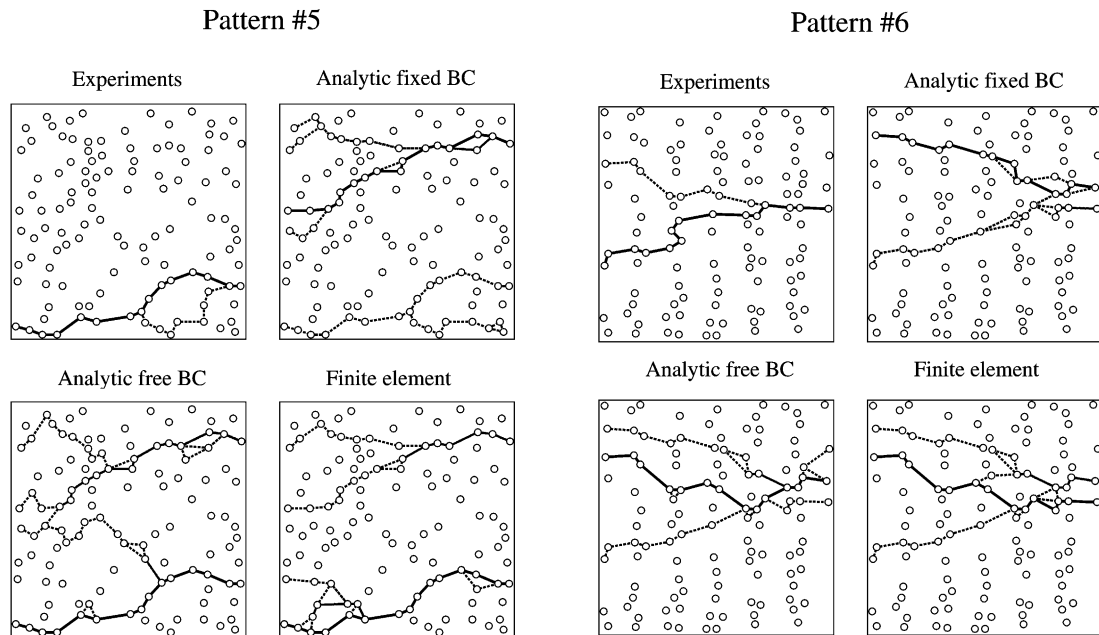 Pattern #5
Experiments
Analytic fixed BC
Analytic free BC
Finite element
Pattern #6
Experiments
Analytic fixed BC
Analytic free BC
Finite element